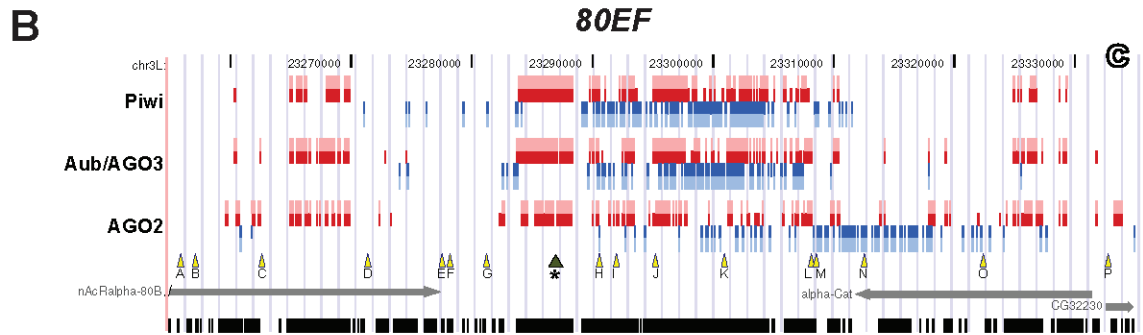 B
80EF
C
chr3L: 23270000 23280000 23290000 23300000 23310000 23320000 23330000
Piwi
Aub/AGO3
AGO2
A B C D E F G * H I J K L M N O P
nAcRalpha-80B alpha-Cat
CG32230